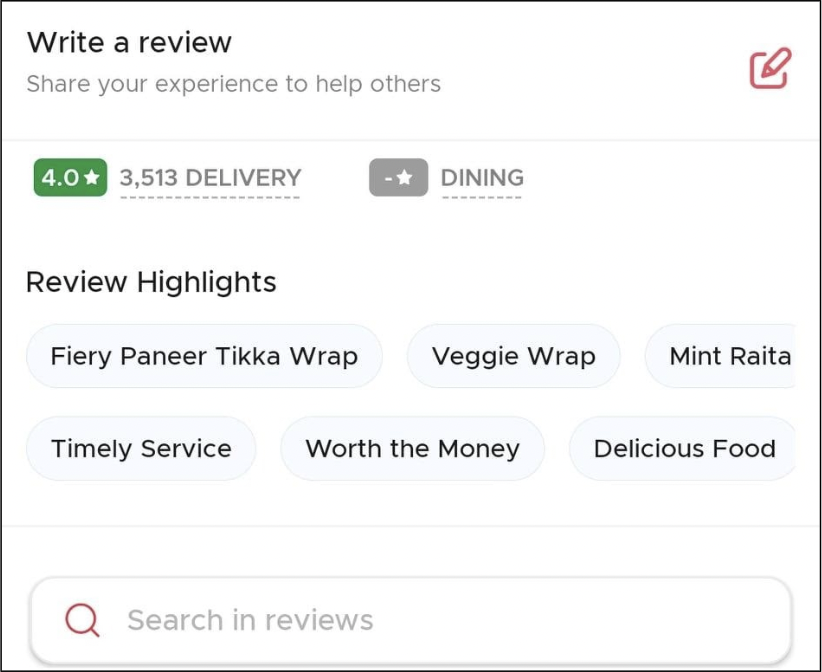 Write a review
Share your experience to help others
4.0★ 3,513 DELIVERY -★ DINING
Review Highlights
Fiery Paneer Tikka Wrap Veggie Wrap Mint Raita
Timely Service Worth the Money Delicious Food
Search in reviews